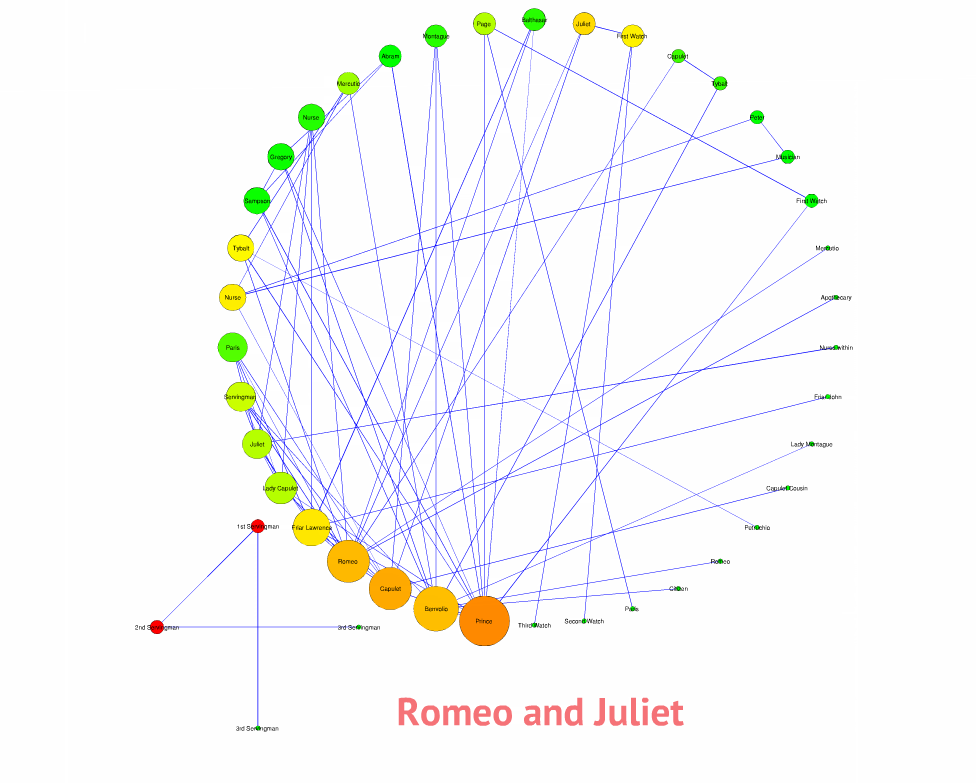 Balthasar
Page
Juliet
Montague
First Watch
Abram
Capulet
Mercutio
Tybalt
Nurse
Peter
Gregory
Musician
Sampson
First Watch
Tybalt
Mercutio
Nurse
Apothecary
Paris
Nurse within
Servingman
Friar John
Juliet
Lady Montague
Lady Capulet
Capulet Cousin
1st Servingman
Friar Lawrence
Petruchio
Romeo
Romeo
Capulet
Citizen
Benvolio
Paris
Prince
Second Watch
Third Watch
2nd Servingman
3rd Servingman
Romeo and Juliet
3rd Servingman